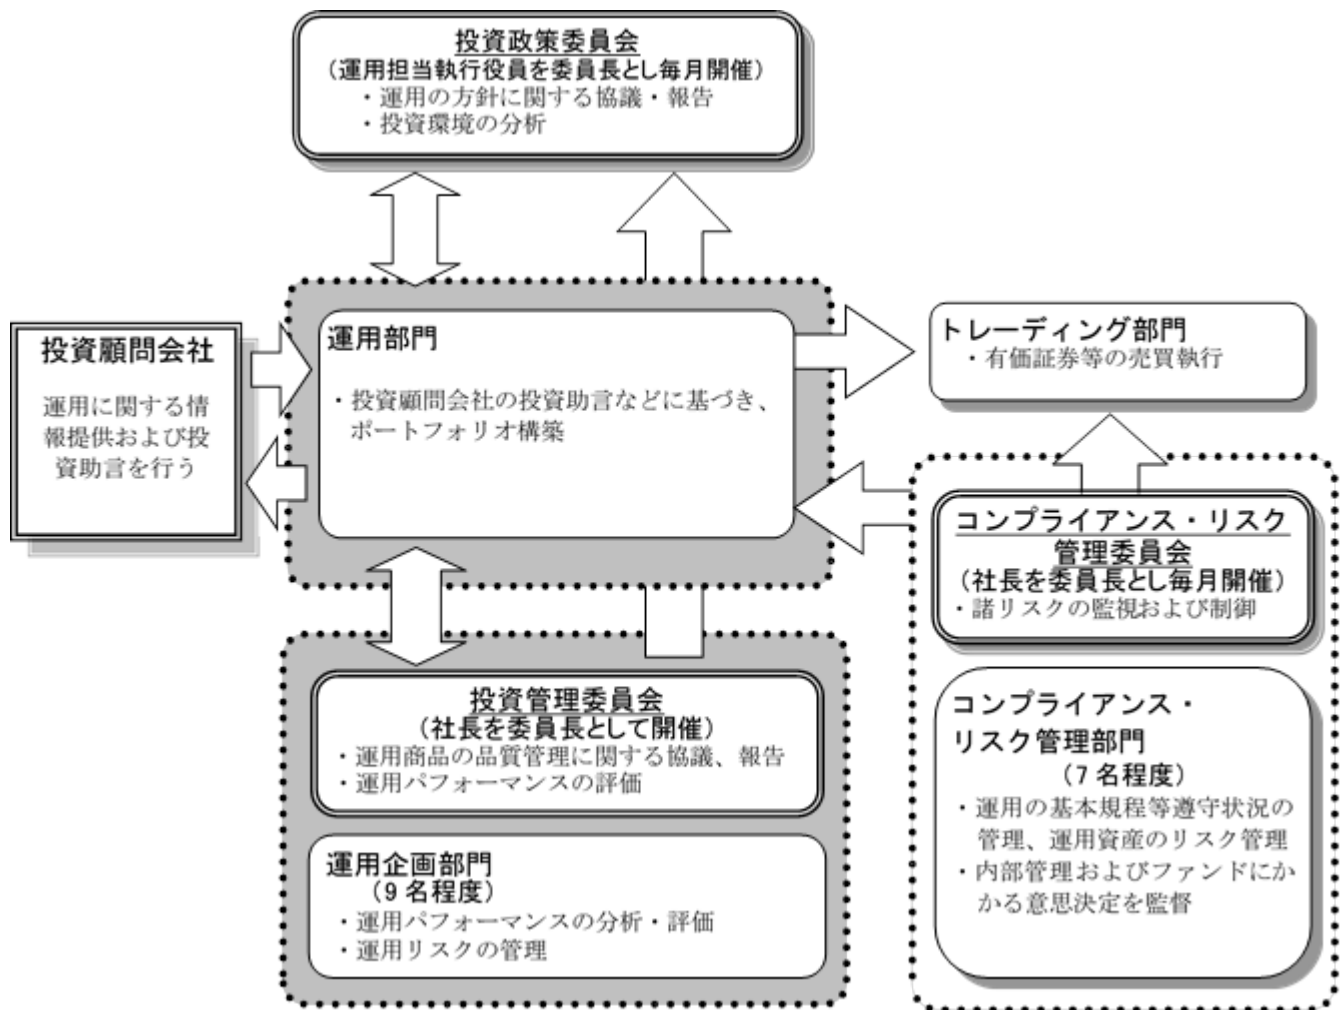 投資政策委員会
(運用担当執行役員を委員長とし毎月開催)
・運用の方針に関する協議・報告
・投資環境の分析
投資顧問会社
運用に関する情
報提供および投
資助言を行う
運用部門
・投資顧問会社の投資助言などに基づき、
ポートフォリオ構築
トレーディング部門
・有価証券等の売買執行
コンプライアンス・リスク
管理委員会
(社長を委員長とし毎月開催)
・諸リスクの監視および制御
コンプライアンス・
リスク管理部門
(7名程度)
・運用の基本規程等遵守状況の
管理、運用資産のリスク管理
・内部管理およびファンドにか
かる意思決定を監督
投資管理委員会
(社長を委員長として開催)
・運用商品の品質管理に関する協議、報告
・運用パフォーマンスの評価
運用企画部門
(9名程度)
・運用パフォーマンスの分析・評価
・運用リスクの管理